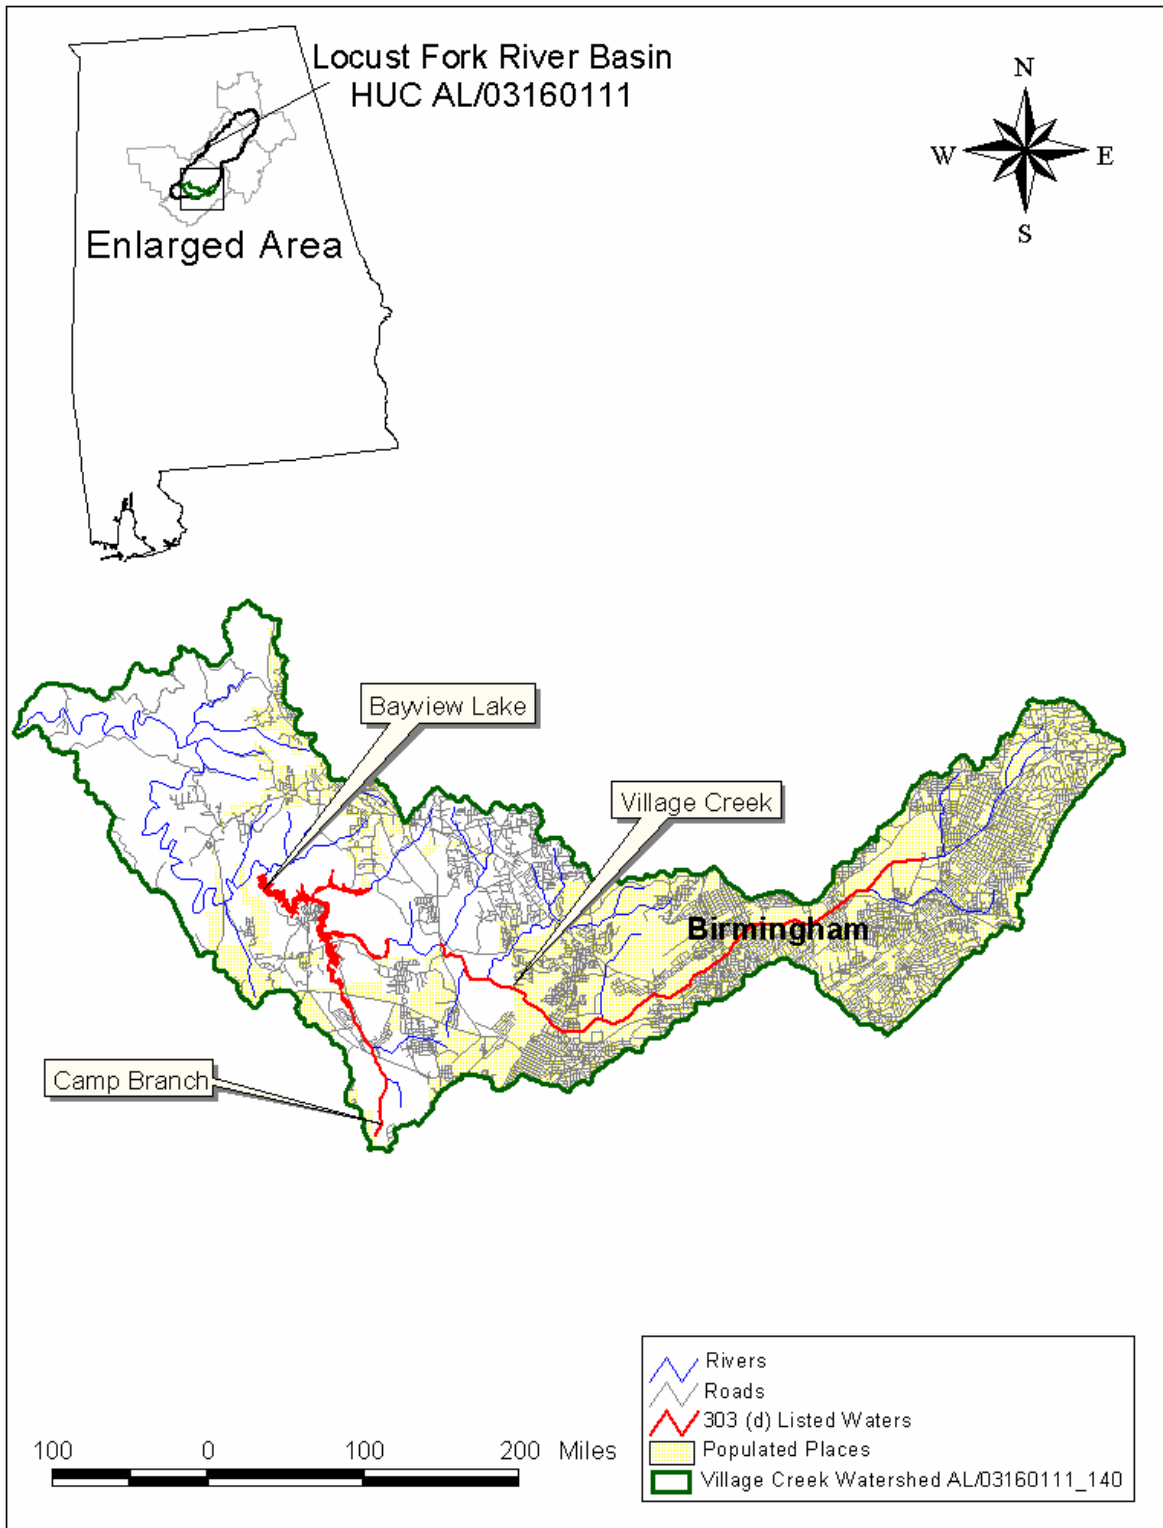 Locust Fork River Basin
HUC AL/03160111
Enlarged Area
N
W
E
S
Bayview Lake
Village Creek
Birmingham
Camp Branch
100 0 100 200 Miles
Rivers
Roads
303 (d) Listed Waters
Populated Places
Village Creek Watershed AL/03160111_140